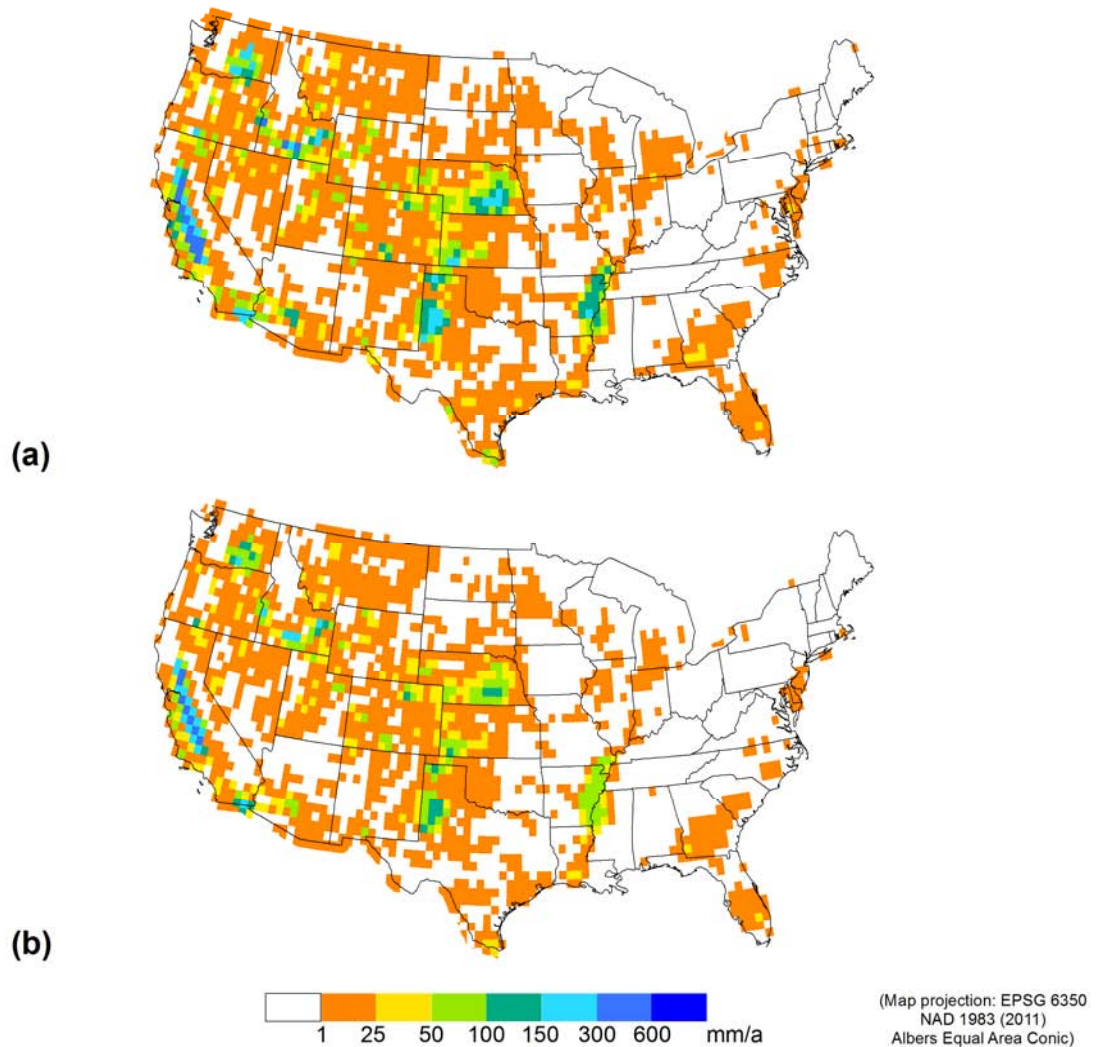 (a)
(b)
1 25 50 100 150 300 600 mm/a
(Map projection: EPSG 6350
NAD 1983 (2011)
Albers Equal Area Conic)